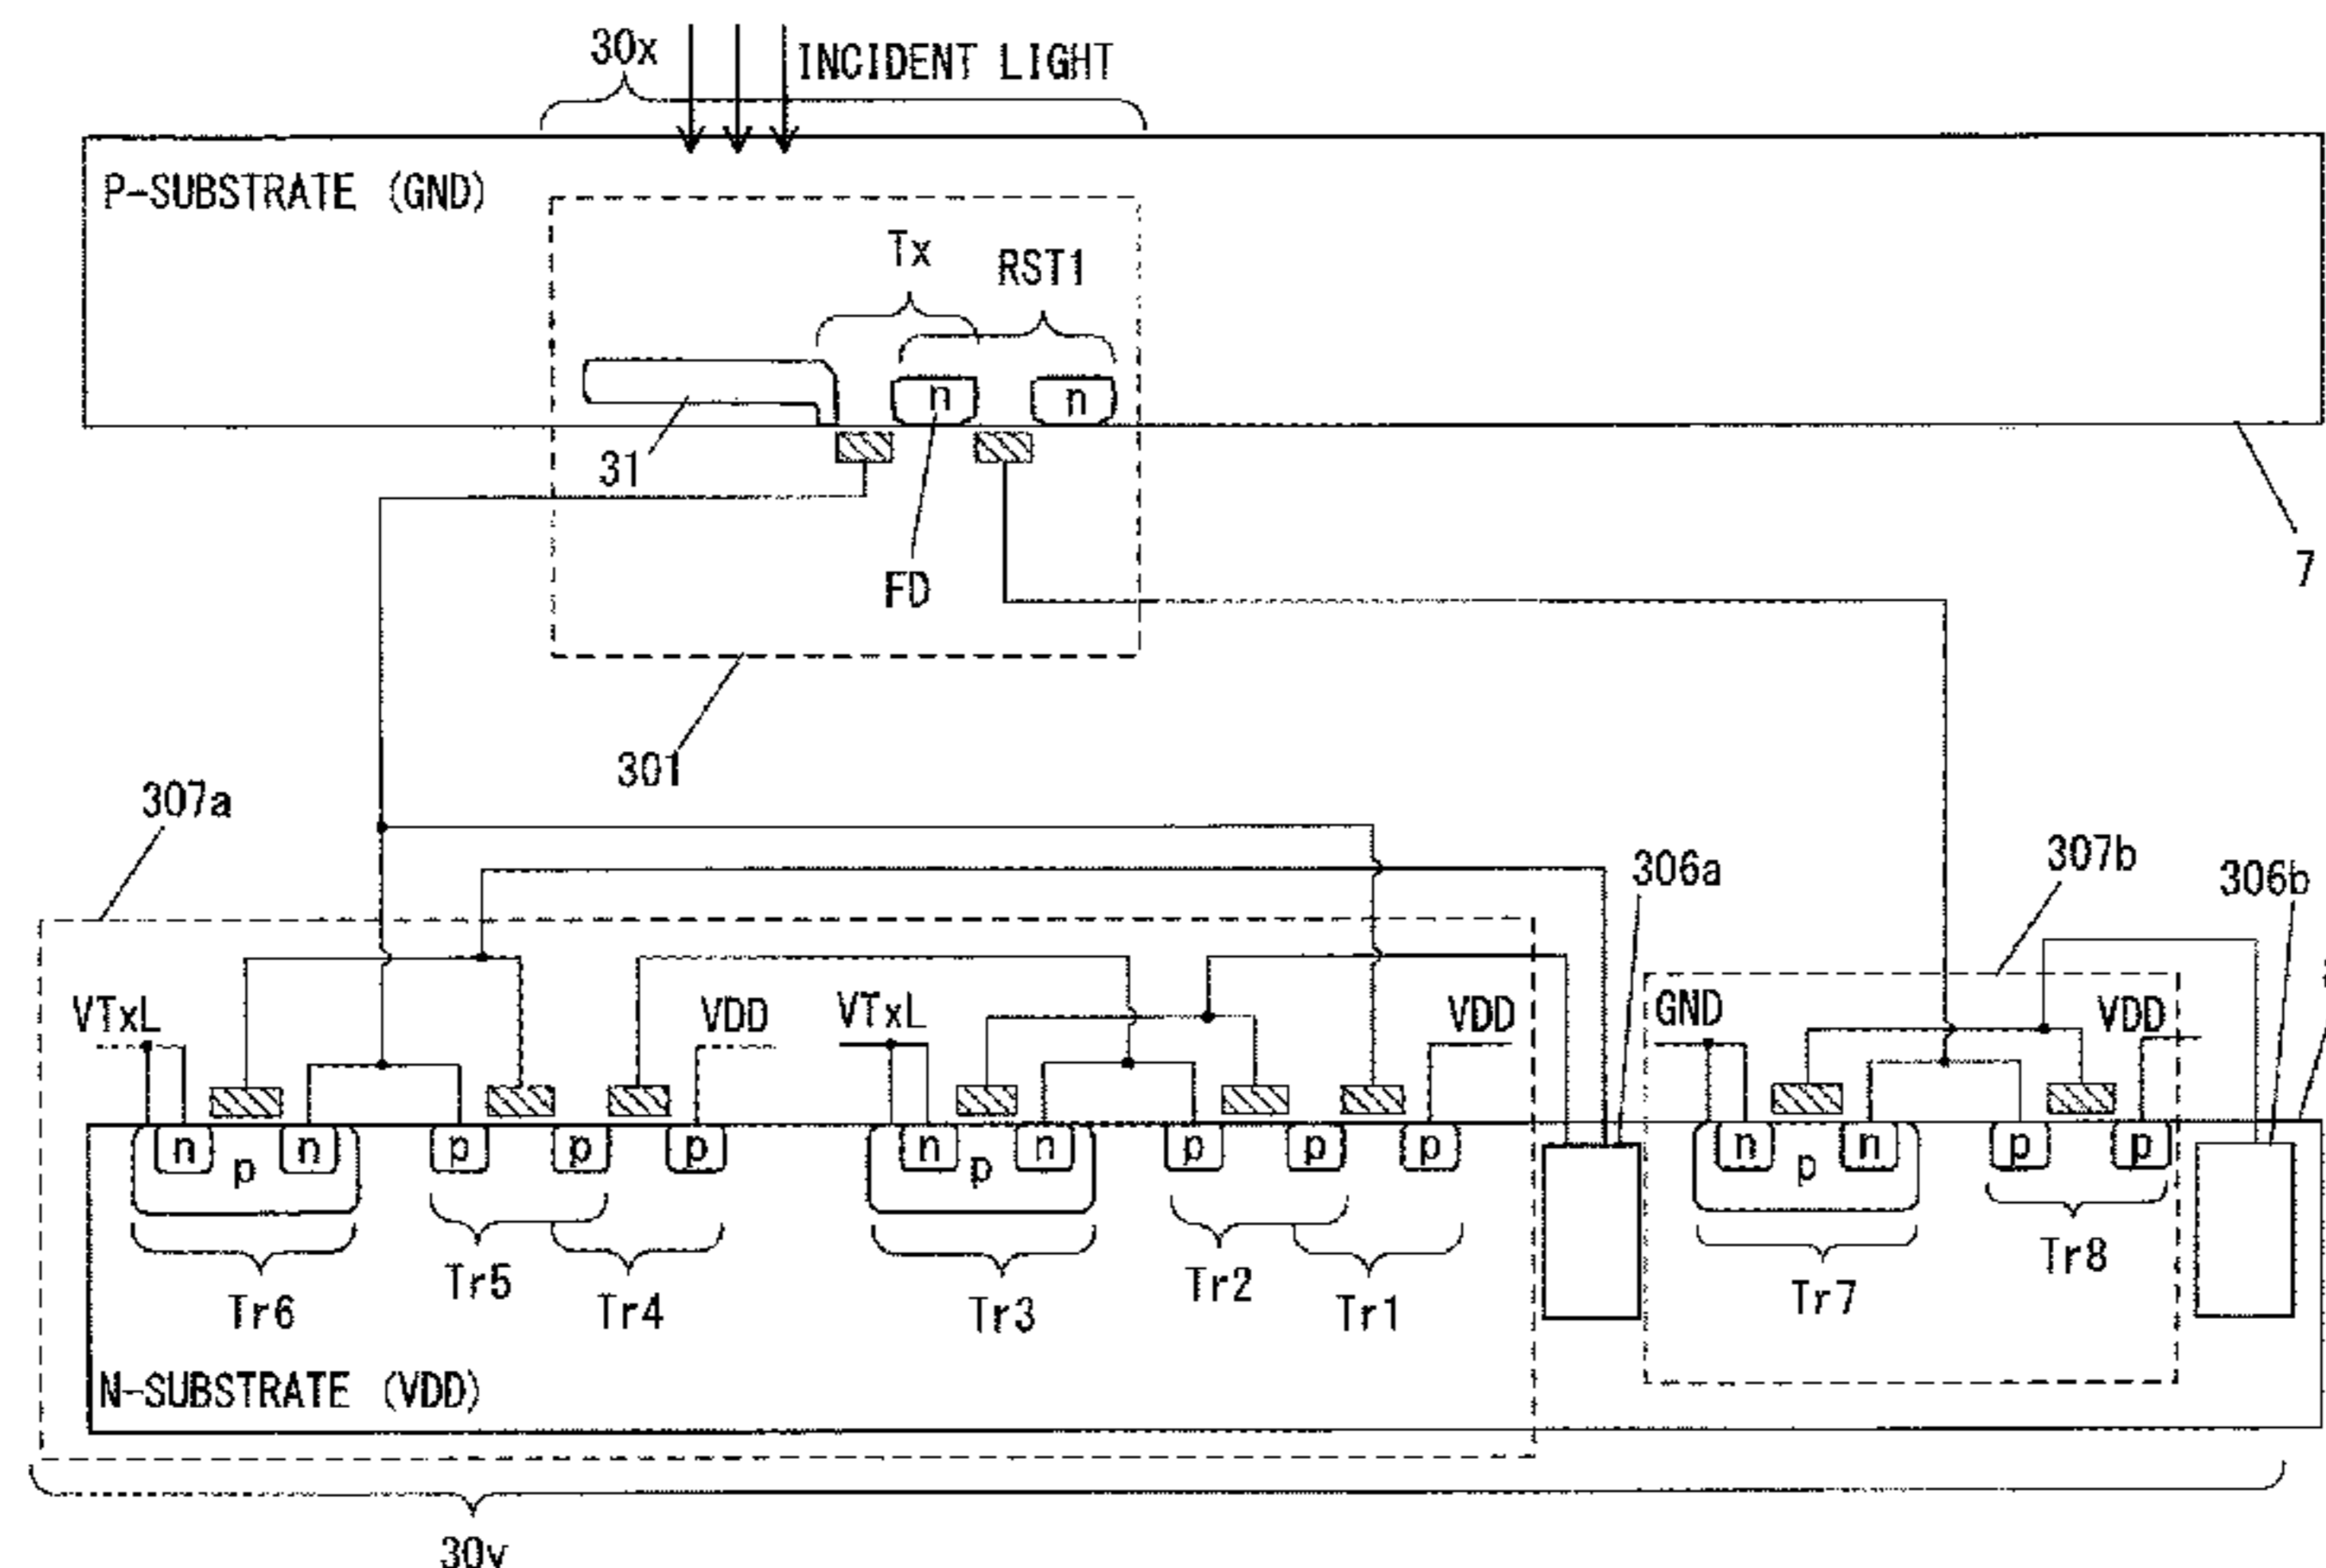 30x
INCIDENT LIGHT
P-SUBSTRATE (GND)
Tx
RST1
n
n
31
FD
7
301
307a
306a
307b
306b
VTxL
VDD
VTxL
VDD
GND
VDD
n
p
n
p
p
p
n
p
n
p
p
p
n
p
n
p
p
Tr6
Tr5
Tr4
Tr3
Tr2
Tr1
Tr7
Tr8
N-SUBSTRATE (VDD)